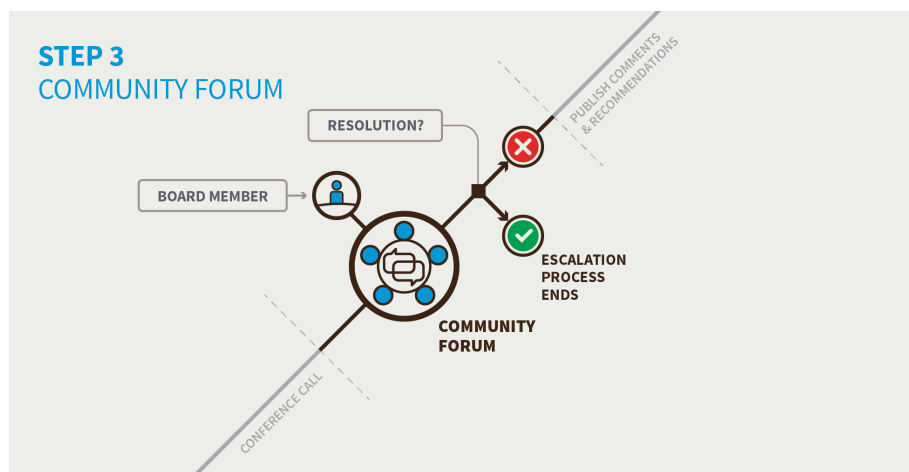 STEP 3
COMMUNITY FORUM
PUBLISH COMMENTS
& RECOMMENDATIONS
RESOLUTION?
BOARD MEMBER
ESCALATION
PROCESS
ENDS
COMMUNITY
FORUM
CONFERENCE CALL